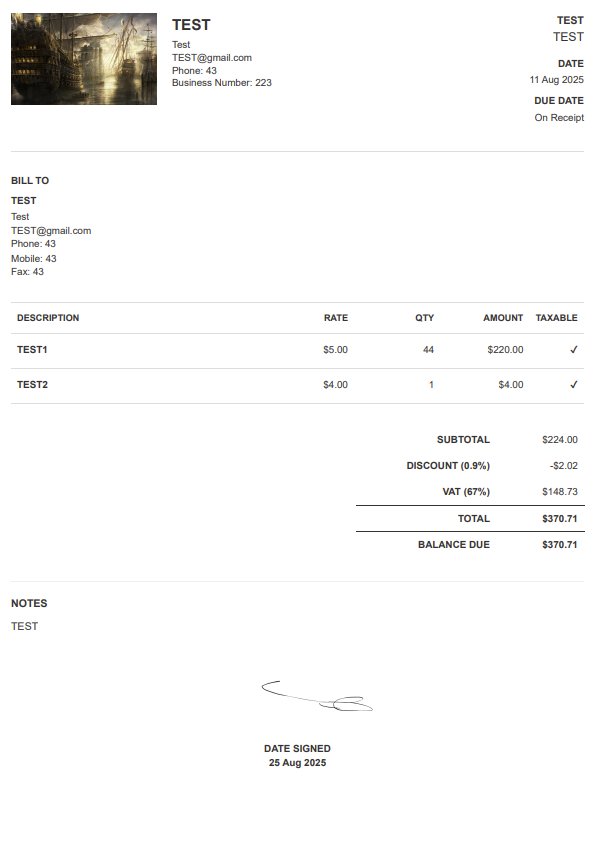 TEST
Test
TEST@gmail.com
Phone: 43
Business Number: 223
TEST
TEST
DATE
11 Aug 2025
DUE DATE
On Receipt
BILL TO
TEST
Test
TEST@gmail.com
Phone: 43
Mobile: 43
Fax: 43
DESCRIPTION RATE QTY AMOUNT TAXABLE
TEST1 $5.00 44 $220.00 ✓
TEST2 $4.00 1 $4.00 ✓
SUBTOTAL $224.00
DISCOUNT (0.9%) -$2.02
VAT (67%) $148.73
TOTAL $370.71
BALANCE DUE $370.71
NOTES
TEST
DATE SIGNED
25 Aug 2025